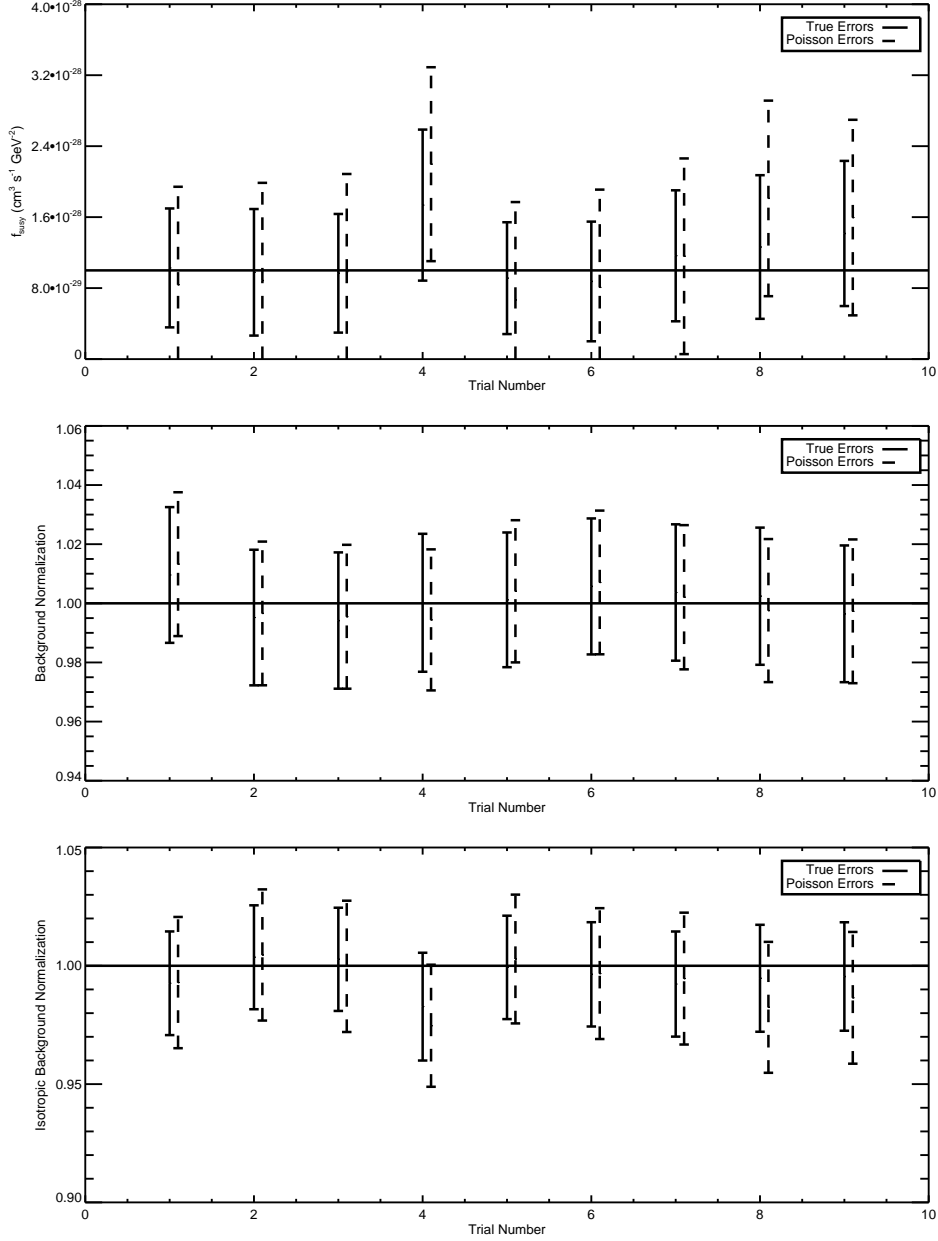 4.0•10⁻²⁸
3.2•10⁻²⁸
2.4•10⁻²⁸
1.6•10⁻²⁸
8.0•10⁻²⁹
0
f_susy (cm³ s⁻¹ GeV⁻²)
True Errors
Poisson Errors
0 2 4 6 8 10
Trial Number
1.06
1.04
1.02
1.00
0.98
0.96
0.94
Background Normalization
True Errors
Poisson Errors
0 2 4 6 8 10
Trial Number
1.05
1.00
0.95
0.90
Isotropic Background Normalization
True Errors
Poisson Errors
0 2 4 6 8 10
Trial Number